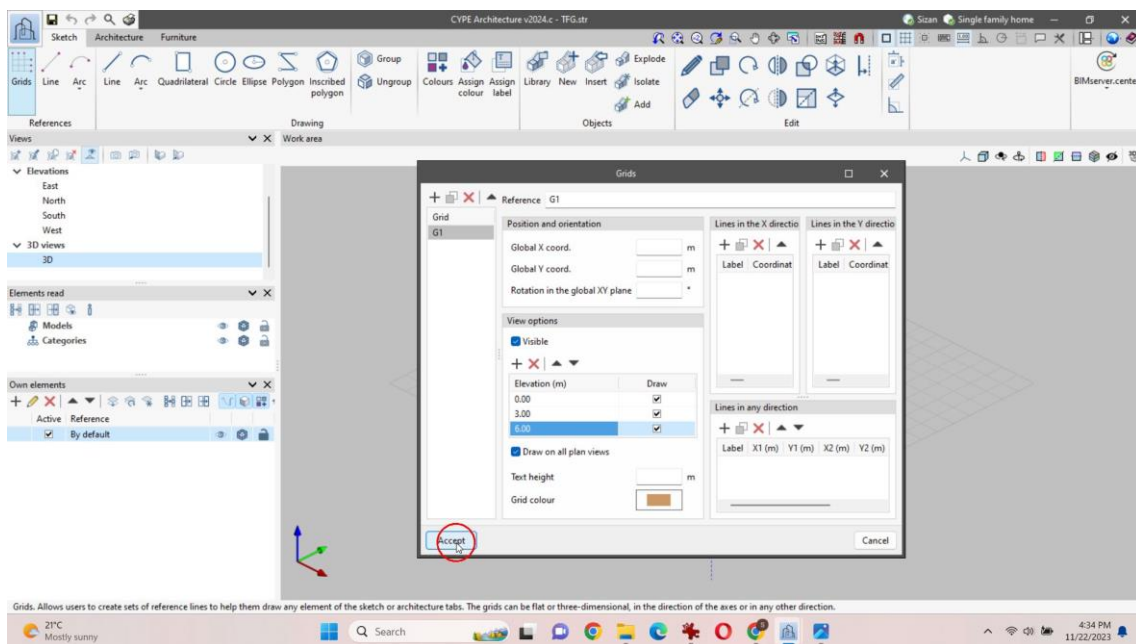 CYPE Architecture v2024.c - TFG.str
Sizan
Single family home
Sketch
Architecture
Furniture
Grids
Line
Arc
Line
Arc
Quadrilateral
Circle
Ellipse
Polygon
Inscribed polygon
Group
Ungroup
Colours
Assign colour
Assign label
Library
New
Insert
Explode
Isolate
Add
BIMserver.center
References
Drawing
Objects
Edit
Views
Work area
Elevations
East
North
South
West
3D views
3D
Elements read
Models
Categories
Own elements
Active Reference
By default
Grids
Reference G1
Grid
G1
Position and orientation
Global X coord. m
Global Y coord. m
Rotation in the global XY plane °
View options
Visible
Elevation (m) Draw
0.00
3.00
6.00
Draw on all plan views
Text height m
Grid colour
Lines in the X directio
Label Coordinat
Lines in the Y directio
Label Coordinat
Lines in any direction
Label X1 (m) Y1 (m) X2 (m) Y2 (m)
Accept
Cancel
Grids. Allows users to create sets of reference lines to help them draw any element of the sketch or architecture tabs. The grids can be flat or three-dimensional, in the direction of the axes or in any other direction.
21°C
Mostly sunny
Search
4:34 PM
11/22/2023